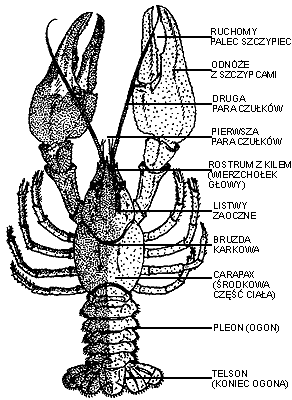 RUCHOMY
PALEC SZCZYPIEC
ODNÓŻE
Z SZCZYPCAMI
DRUGA
PARA CZUŁKÓW
PIERWSZA
PARA CZUŁKÓW
ROSTRUM Z KILEM
(WIERZCHOŁEK
GŁOWY)
LISTWY
ZAOCZNE
BRUZDA
KARKOWA
CARAPAX
(ŚRODKOWA
CZĘŚĆ CIAŁA)
PLEON (OGON)
TELSON
(KONIEC OGONA)